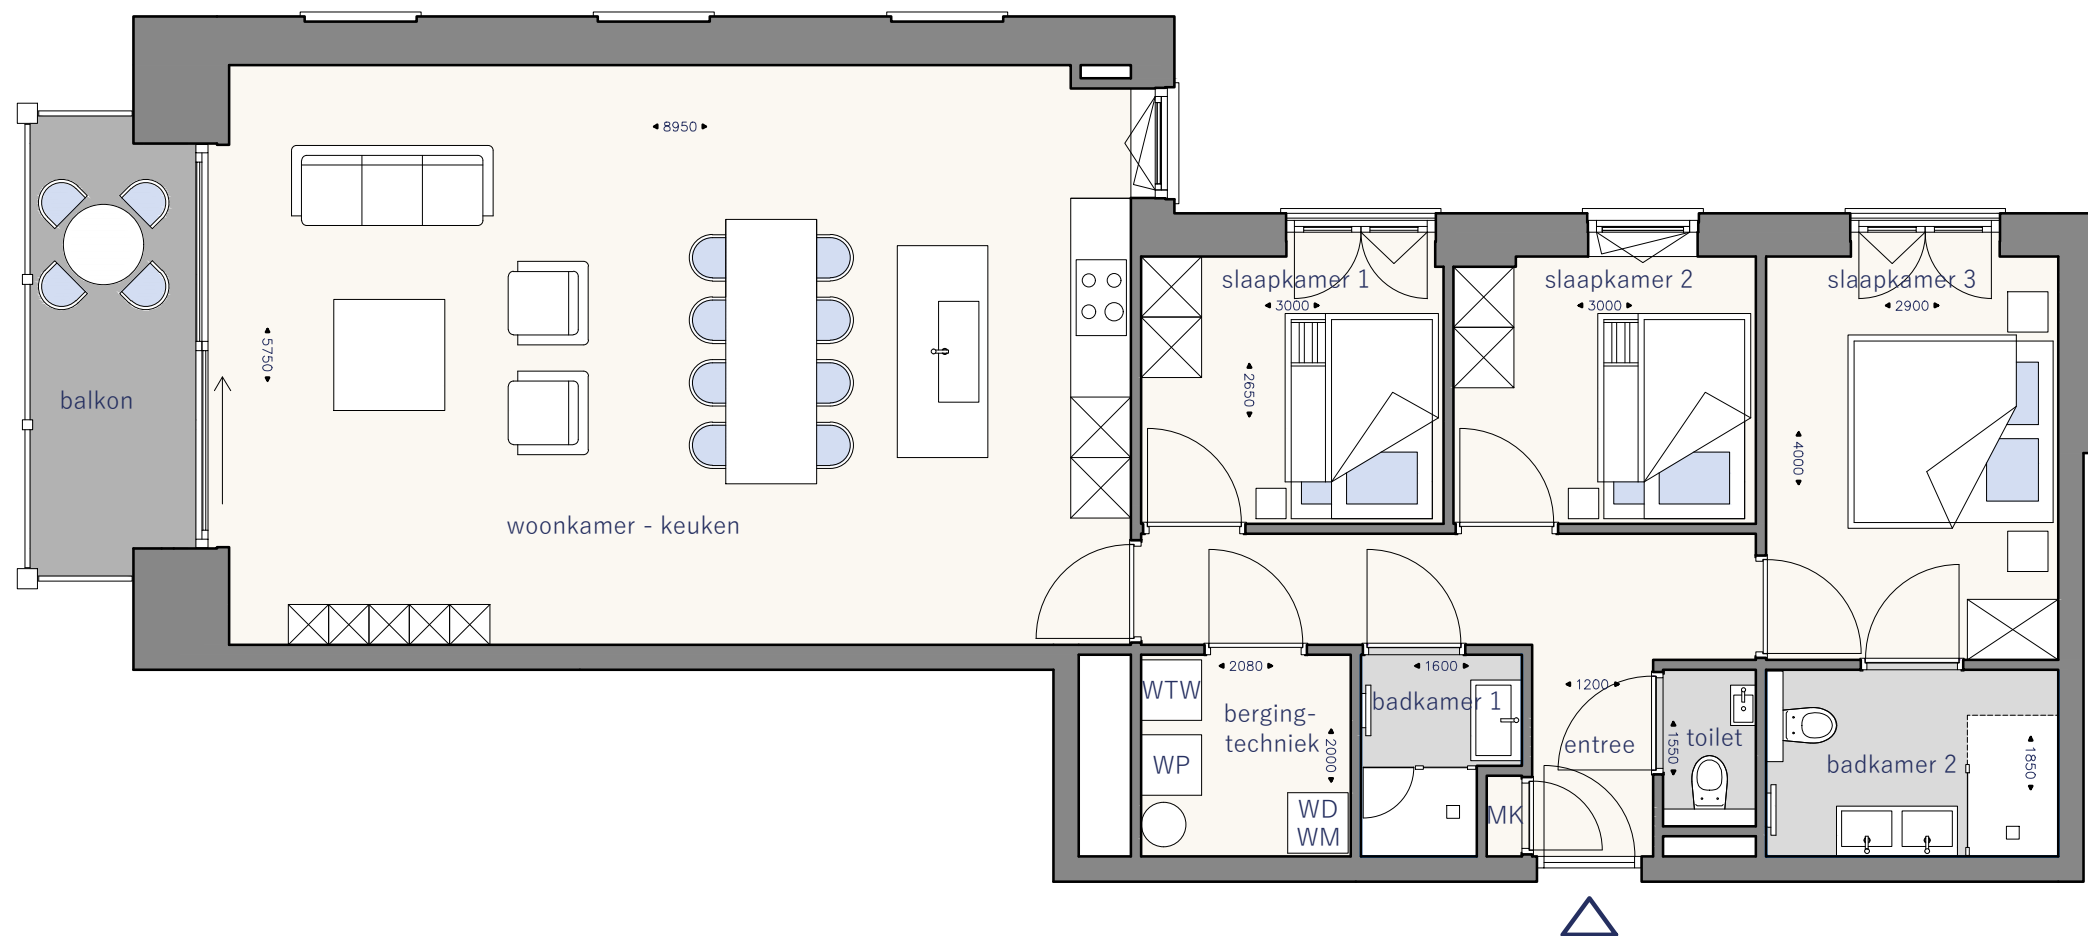 8950
5750
balkon
woonkamer - keuken
slaapkamer 1
3000
2650
slaapkamer 2
3000
slaapkamer 3
2900
4000
WTW
WP
2080
berging-
techniek
2000
WD
WM
1600
badkamer 1
MK
1200
entree
1550
toilet
badkamer 2
1850